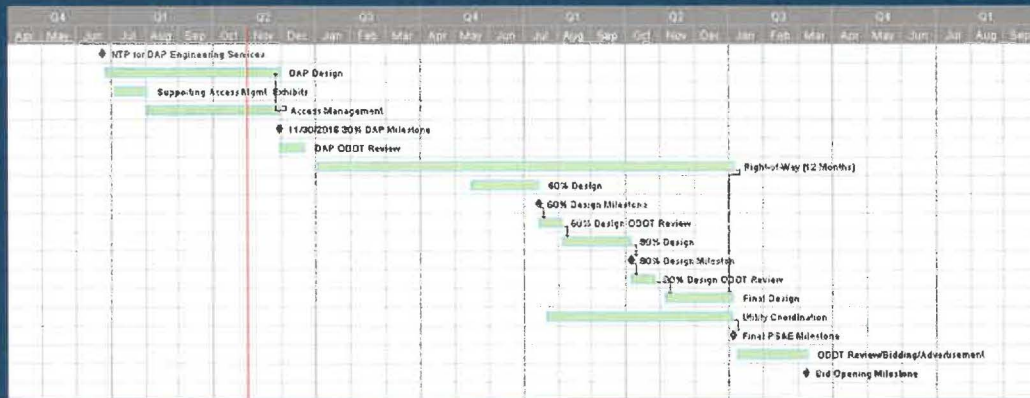 Q4 Q1 Q2 Q3 Q4 Q1 Q2 Q3 Q4 Q1
Apr May Jun Jul Aug Sep Oct Nov Dec Jan Feb Mar Apr May Jun Jul Aug Sep Oct Nov Dec Jan Feb Mar Apr May Jun Jul Aug Sep
NTP for DAP Engineering Services
DAP Design
Supporting Access Mgmt. Exhibits
Access Management
11/30/2016 30% DAP Milestone
DAP ODOT Review
Right-of-Way (12 Months)
60% Design
60% Design Milestone
60% Design ODOT Review
90% Design
90% Design Mileston
90% Design ODOT Review
Final Design
Utility Coordination
Final PS&E Milestone
ODOT Review/Bidding/Advertisement
Bid Opening Milestone